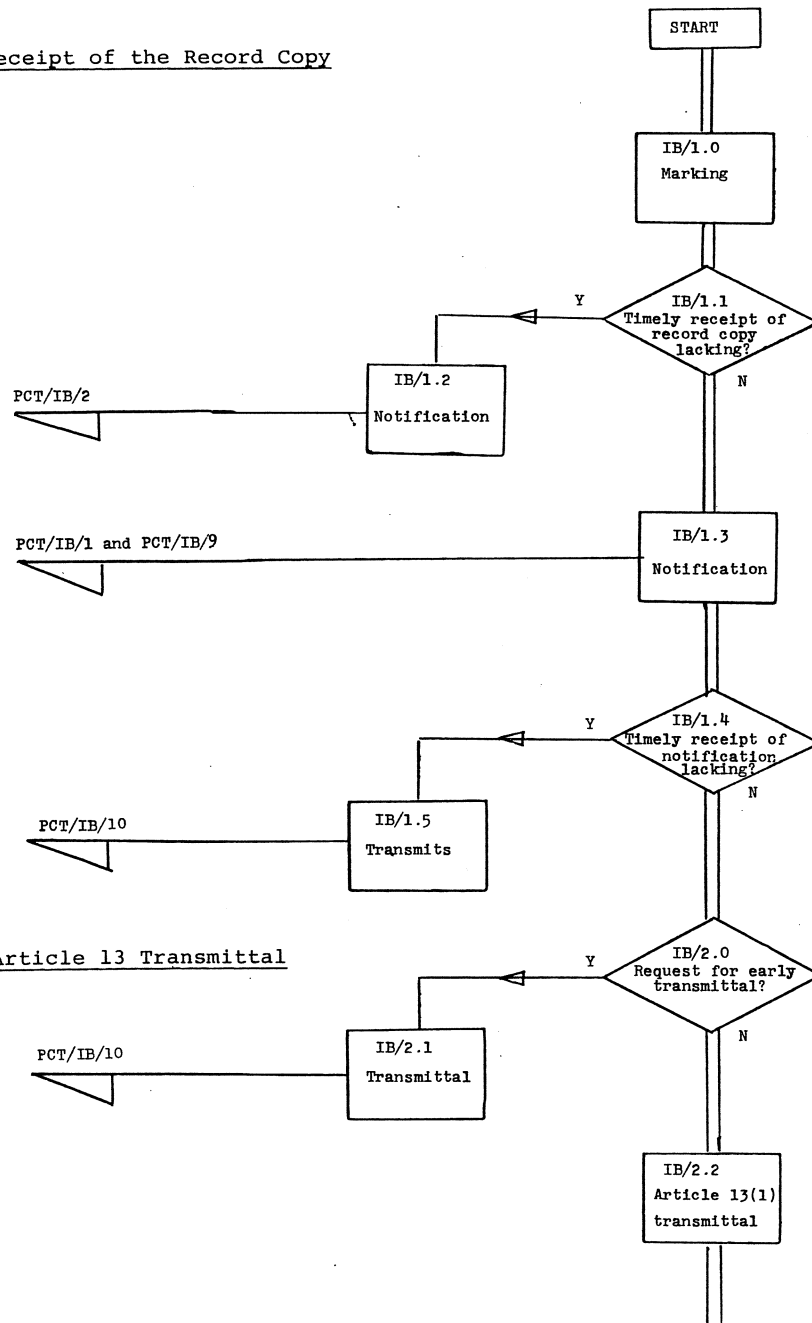 START
eceipt of the Record Copy
IB/1.0
Marking
IB/1.1
Timely receipt of
record copy
lacking?
Y
N
IB/1.2
Notification
PCT/IB/2
IB/1.3
Notification
PCT/IB/1 and PCT/IB/9
IB/1.4
Timely receipt of
notification
lacking?
Y
N
IB/1.5
Transmits
PCT/IB/10
Article 13 Transmittal
IB/2.0
Request for early
transmittal?
Y
N
IB/2.1
Transmittal
PCT/IB/10
IB/2.2
Article 13(1)
transmittal